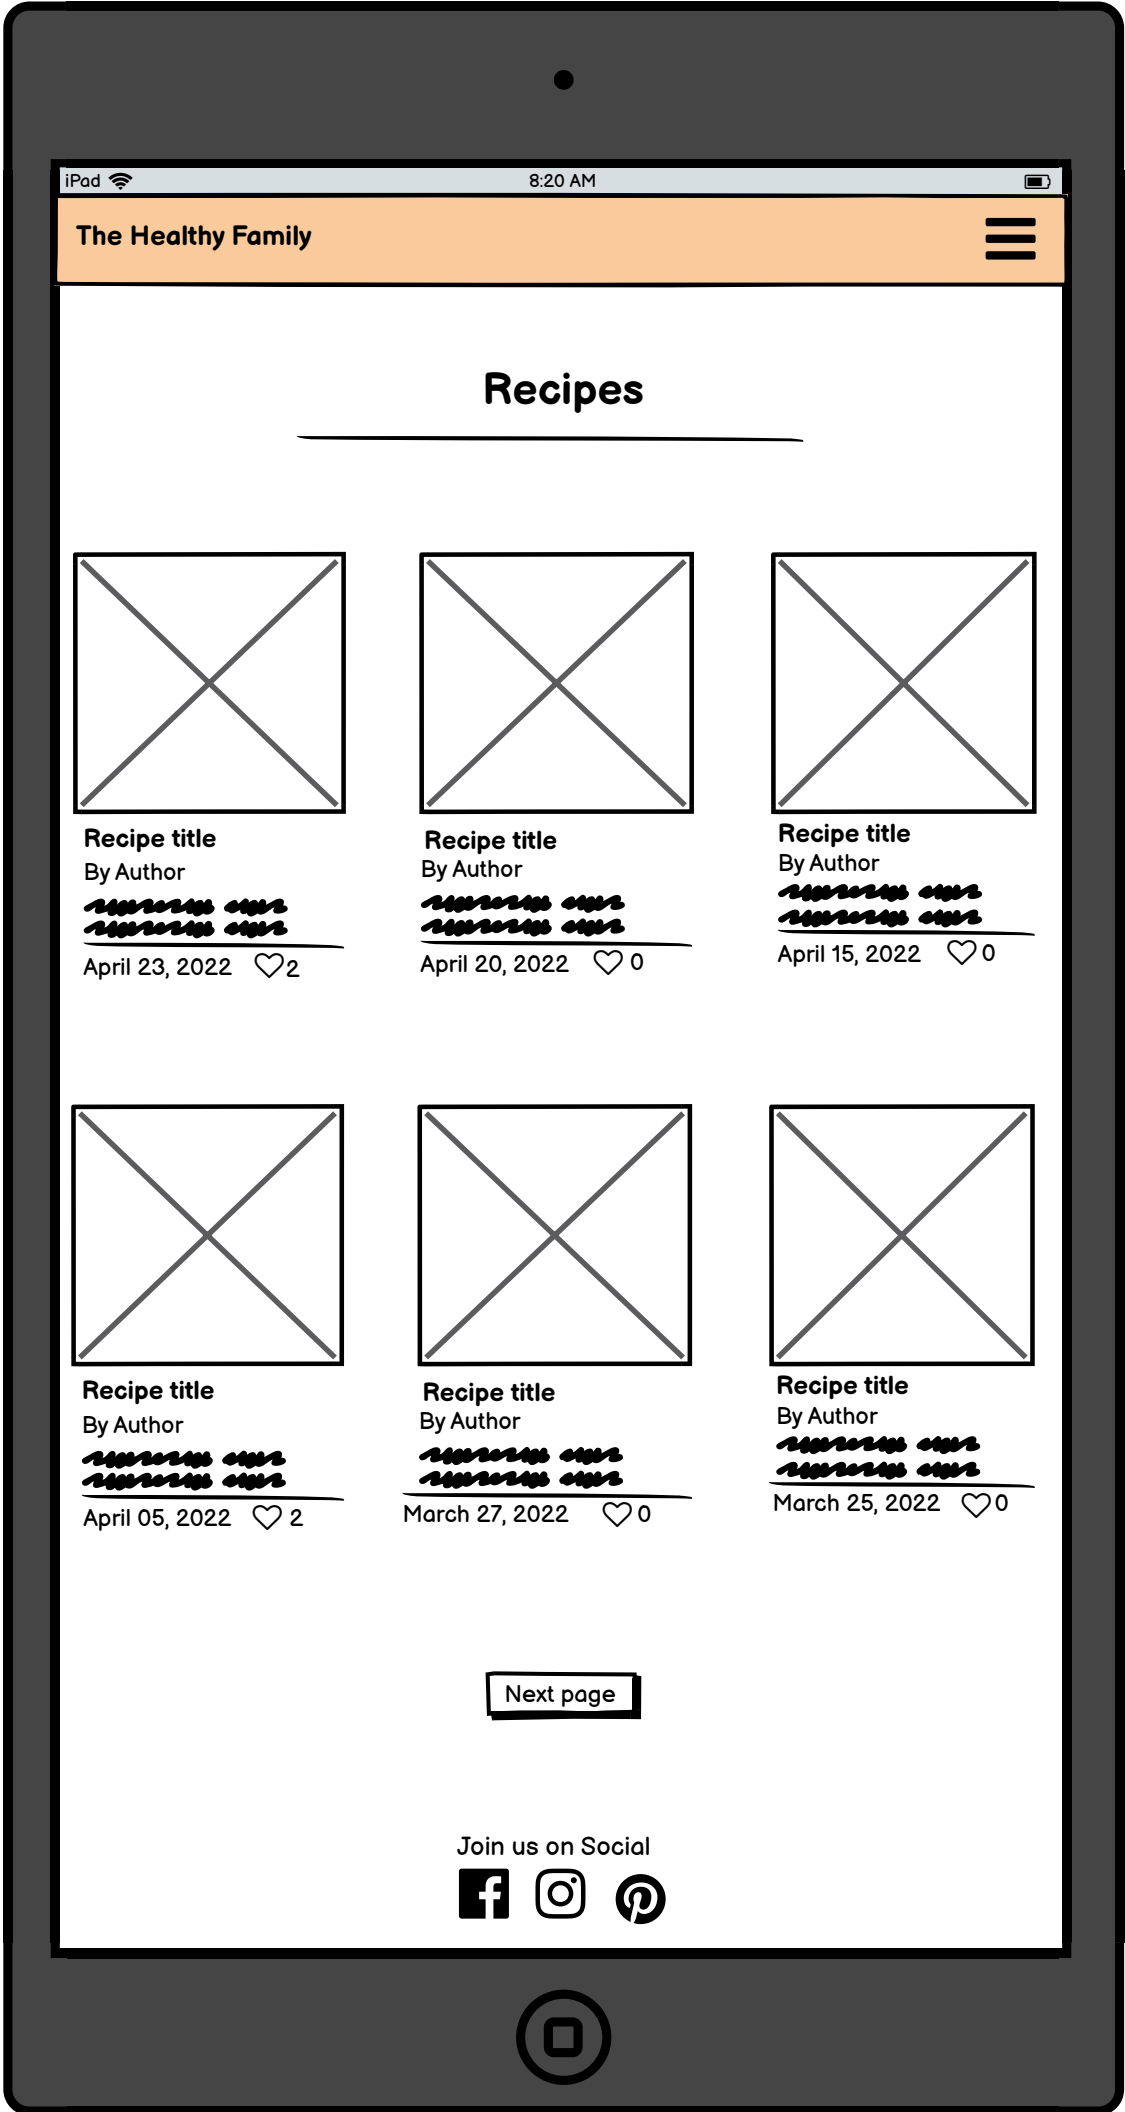 iPad 8:20 AM
The Healthy Family
Recipes
Recipe title
By Author
April 23, 2022 2
Recipe title
By Author
April 20, 2022 0
Recipe title
By Author
April 15, 2022 0
Recipe title
By Author
April 05, 2022 2
Recipe title
By Author
March 27, 2022 0
Recipe title
By Author
March 25, 2022 0
Next page
Join us on Social